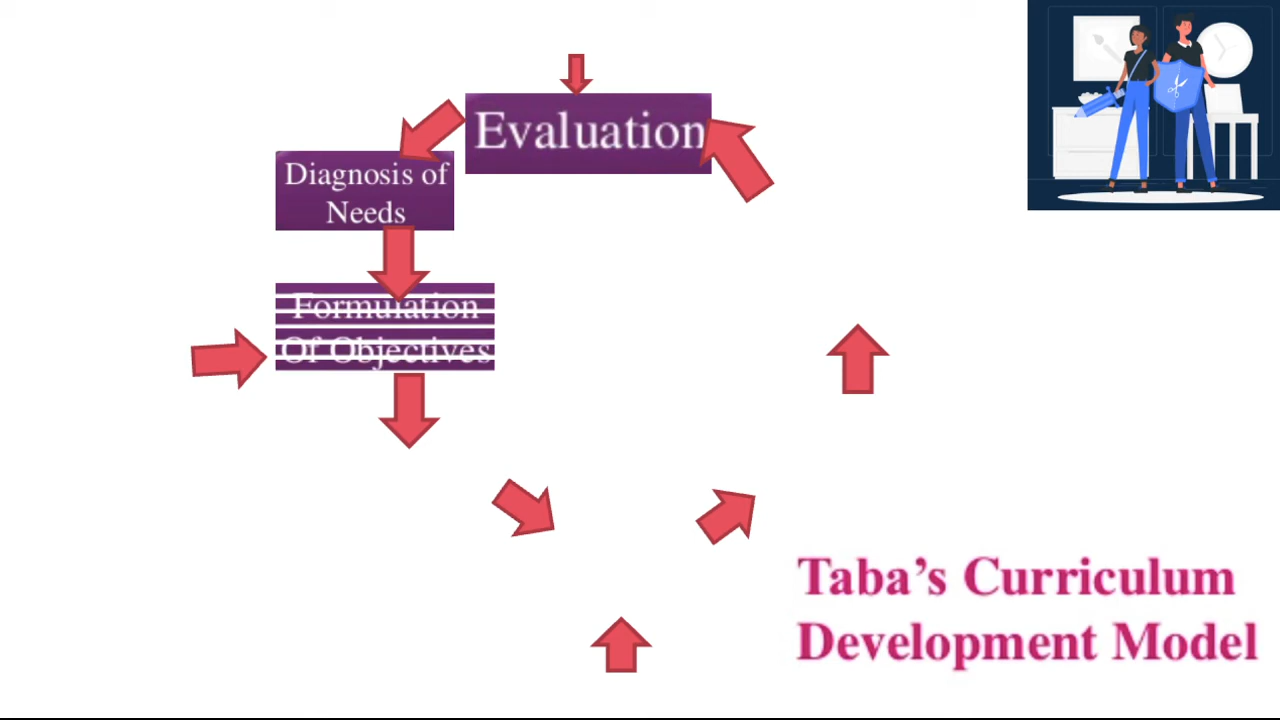 Evaluation
Diagnosis of
Needs
Formulation
Of Objectives
Taba's Curriculum
Development Model